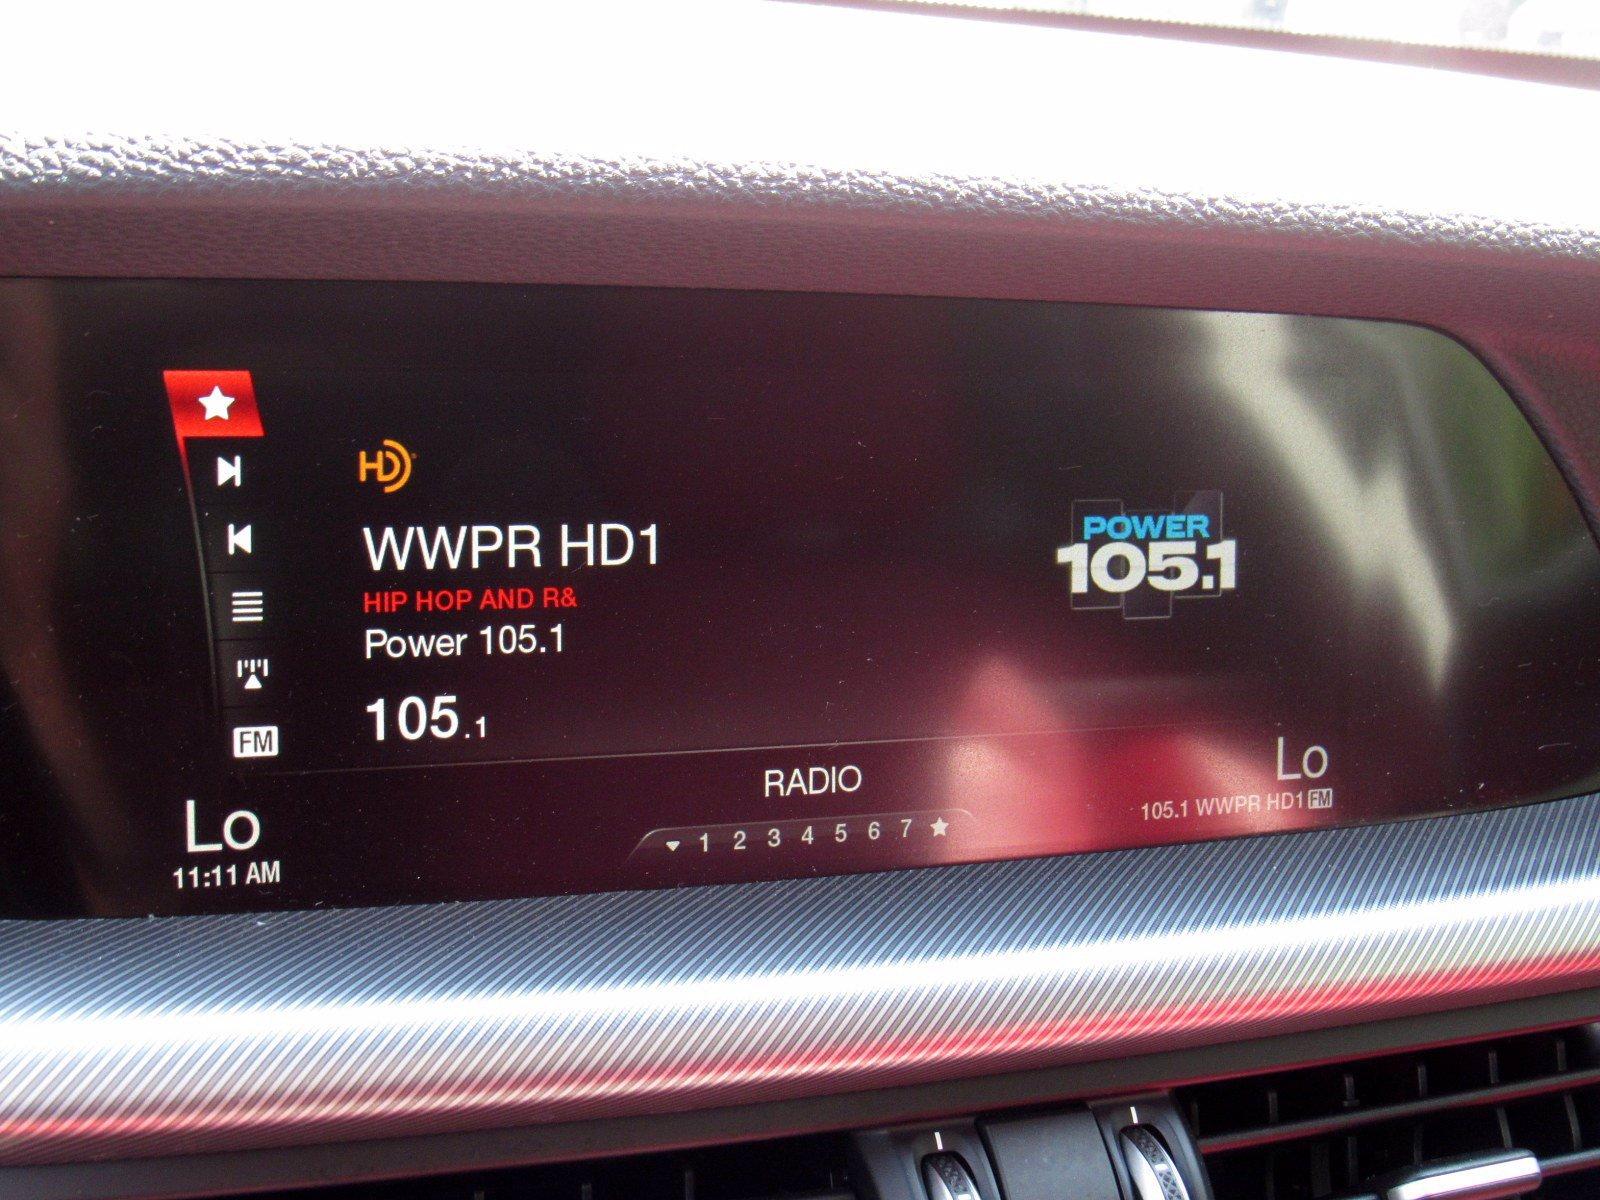 HD
WWPR HD1
HIP HOP AND R&
Power 105.1
105.1
FM
POWER
105.1
RADIO
1 2 3 4 5 6 7
Lo
11:11 AM
Lo
105.1 WWPR HD1 FM